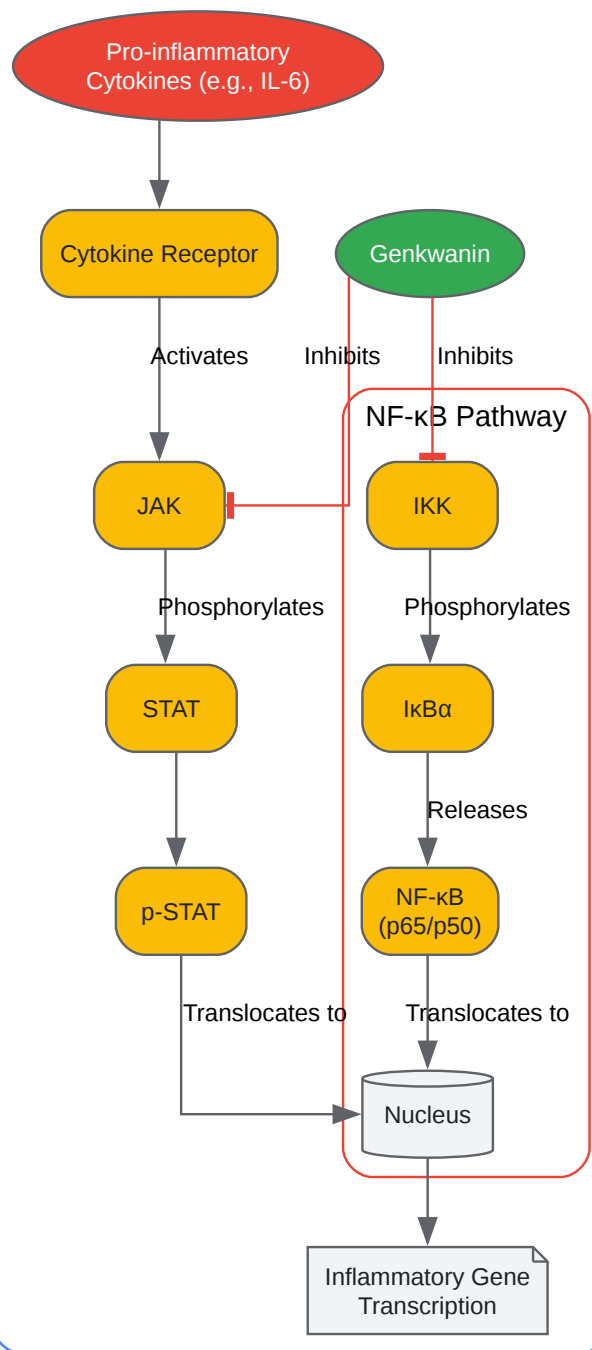 Pro-inflammatory
Cytokines (e.g., IL-6)
Cytokine Receptor
Genkwanin
Activates
Inhibits
Inhibits
NF-κB Pathway
JAK
IKK
Phosphorylates
Phosphorylates
STAT
IκBα
Releases
p-STAT
NF-κB
(p65/p50)
Translocates to
Translocates to
Nucleus
Inflammatory Gene
Transcription